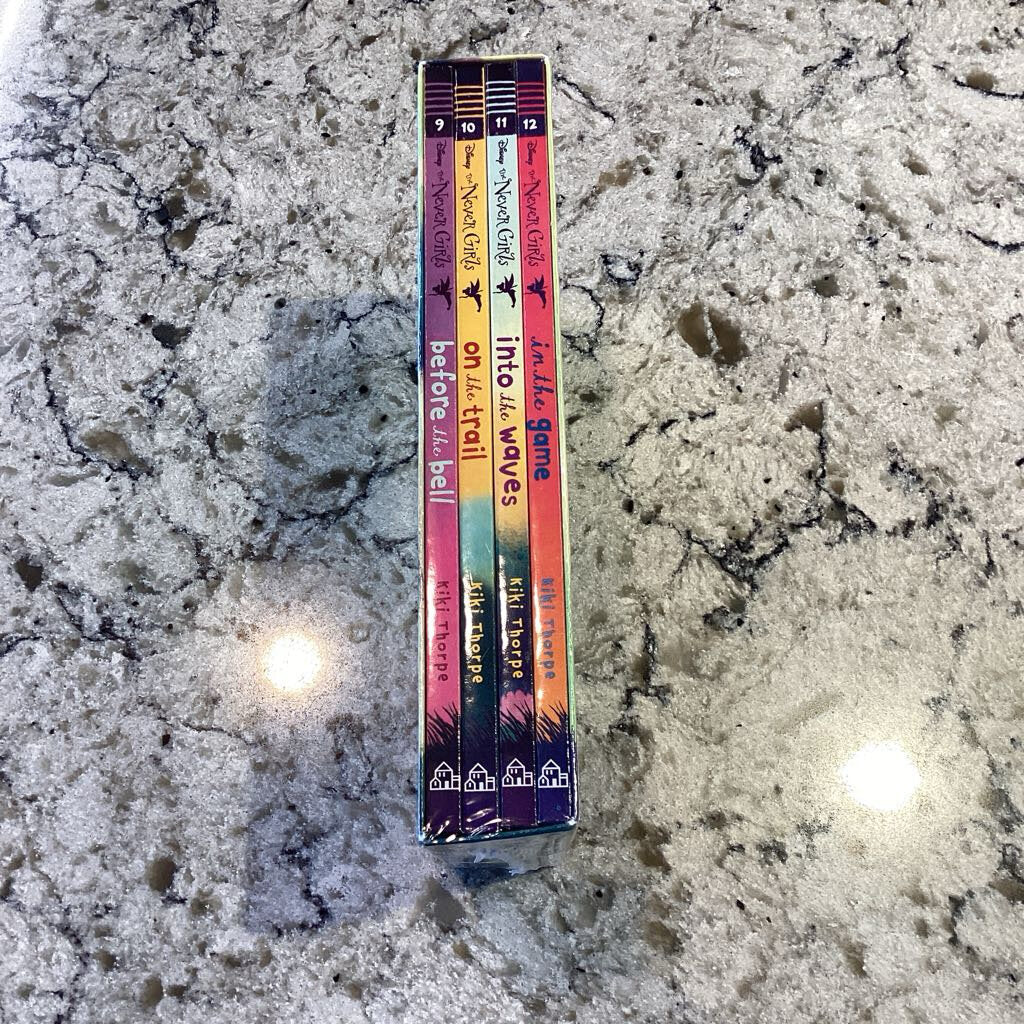 9
Disney
THE
NEVER GIRLS
before the bell
Kiki Thorpe
10
Disney
THE
NEVER GIRLS
on the trail
Kiki Thorpe
11
Disney
THE
NEVER GIRLS
into the waves
Kiki Thorpe
12
Disney
THE
NEVER GIRLS
in the game
Kiki Thorpe